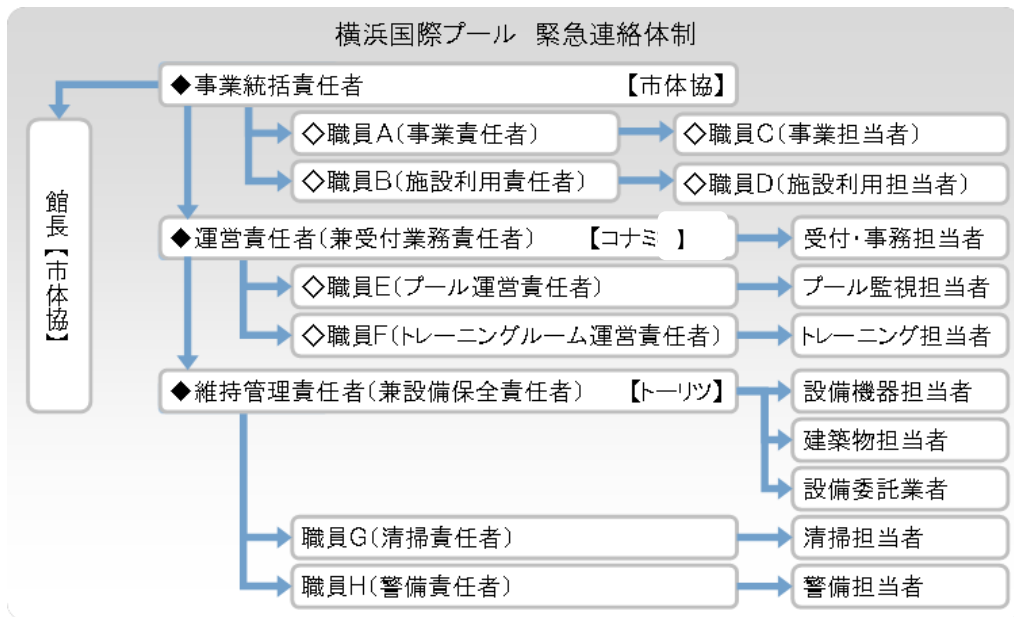 横浜国際プール 緊急連絡体制
◆事業統括責任者 【市体協】
◇職員A(事業責任者)
◇職員C(事業担当者)
◇職員B(施設利用責任者)
◇職員D(施設利用担当者)
館長【市体協】
◆運営責任者(兼受付業務責任者) 【コナミ 】
受付・事務担当者
◇職員E(プール運営責任者)
プール監視担当者
◇職員F(トレーニングルーム運営責任者)
トレーニング担当者
◆維持管理責任者(兼設備保全責任者) 【トーリツ】
設備機器担当者
建築物担当者
設備委託業者
職員G(清掃責任者)
清掃担当者
職員H(警備責任者)
警備担当者